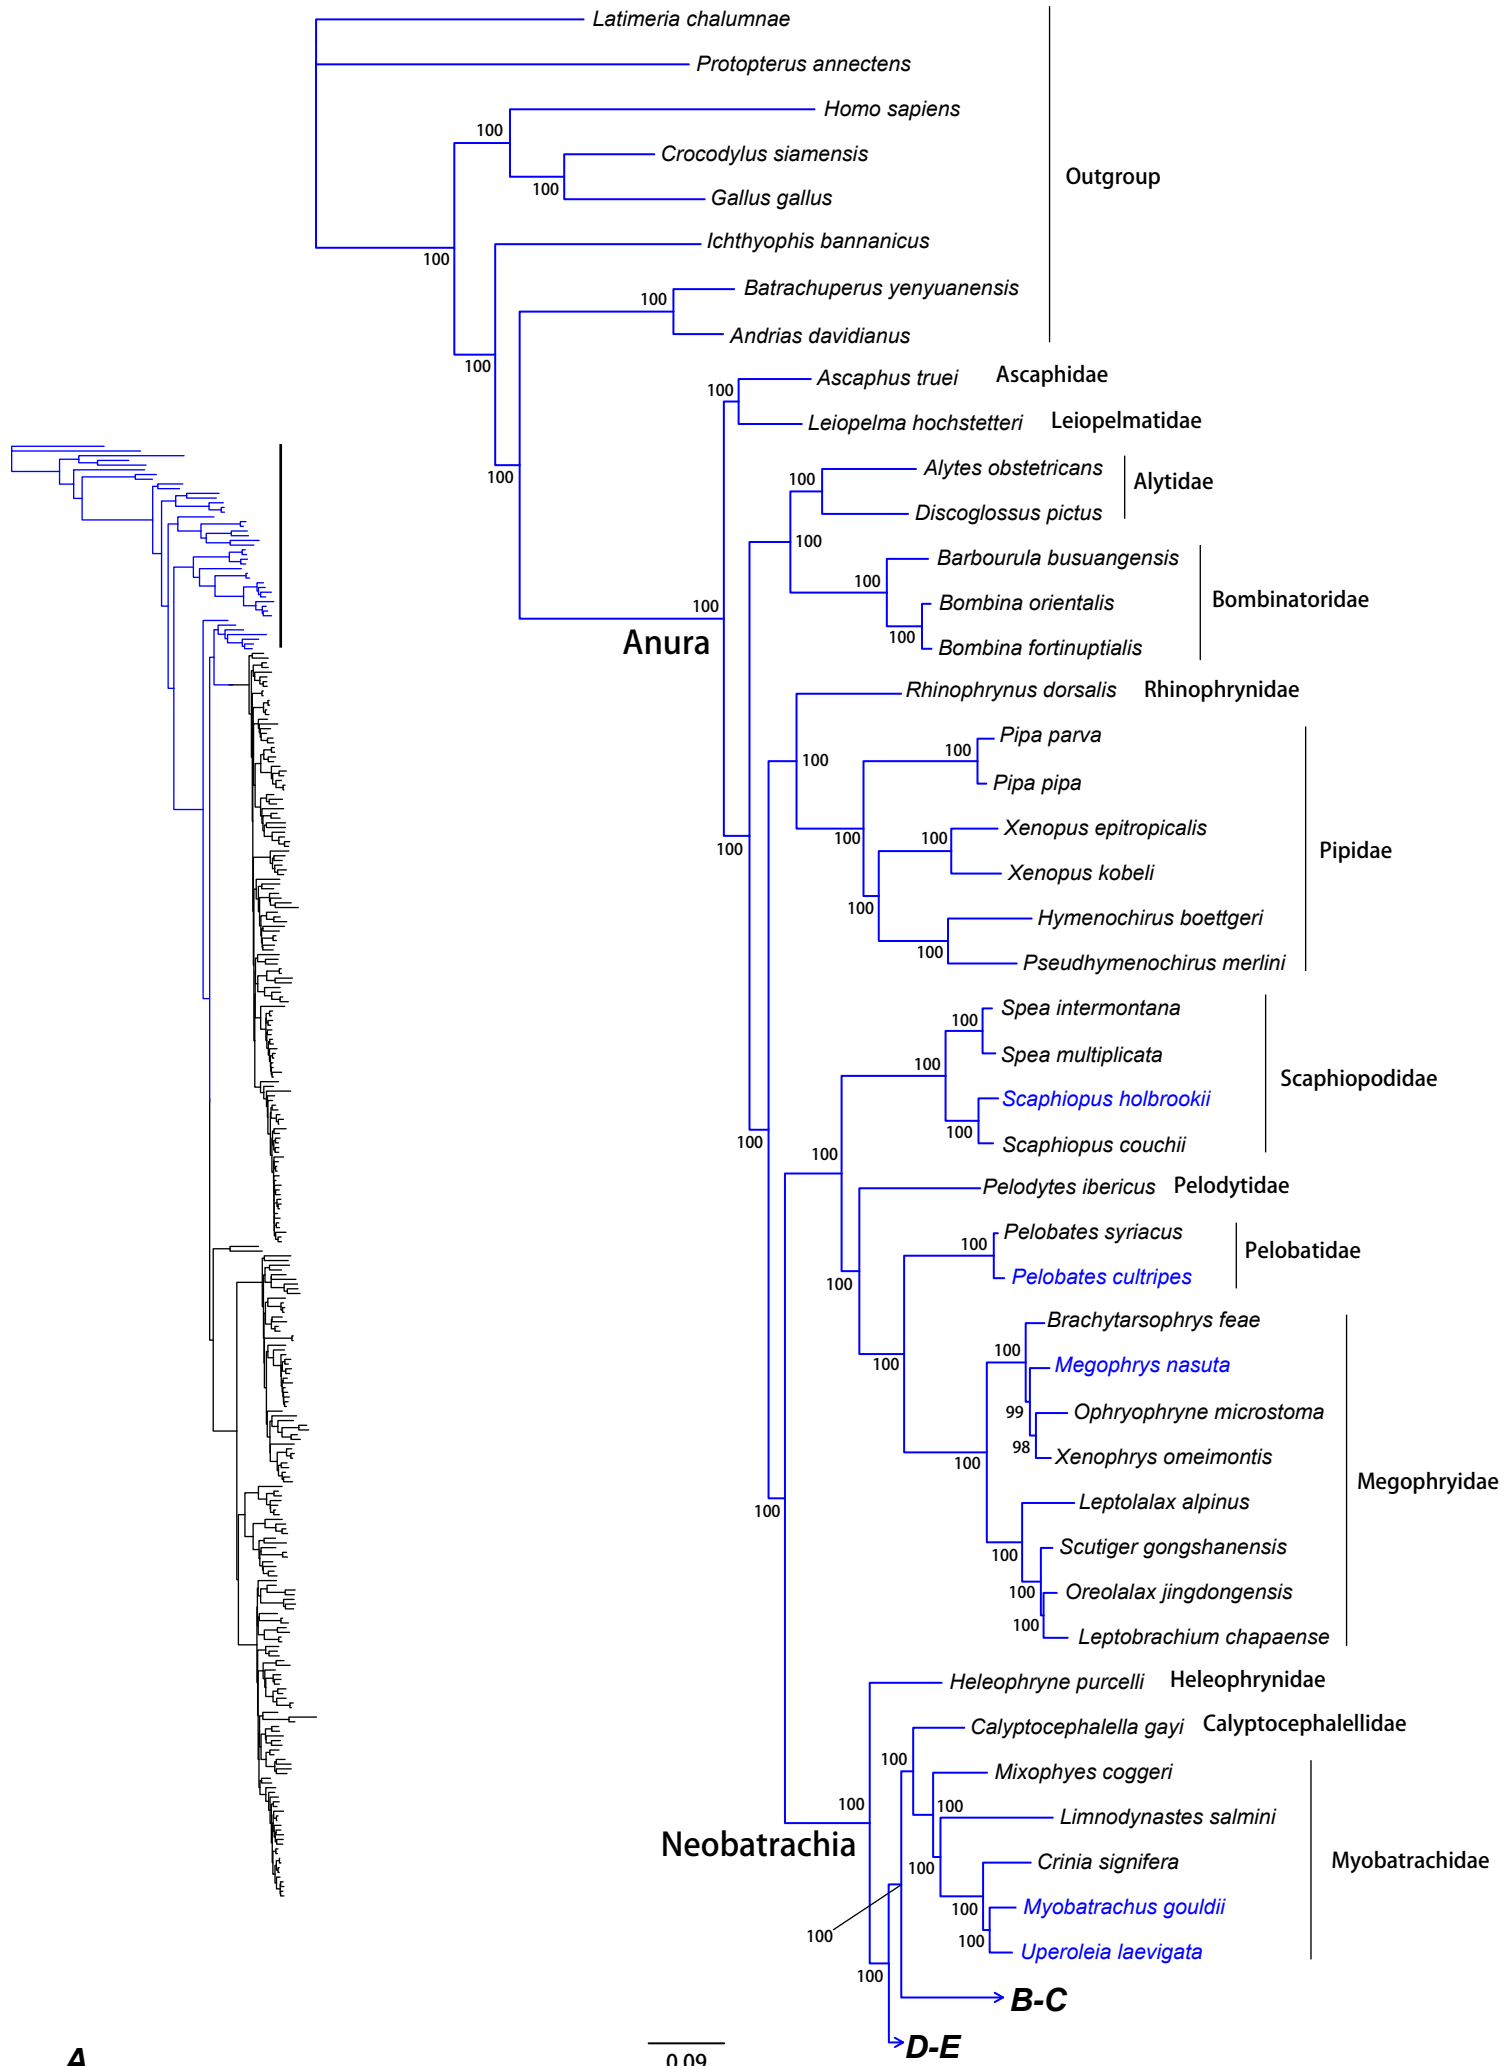 Latimeria chalumnae
Protopterus annectens
Homo sapiens
100
Crocodylus siamensis
Outgroup
100
Gallus gallus
Ichthyophis bannanicus
100
Batrachuperus yenyuanensis
100
Andrias davidianus
100
Ascaphus truei Ascaphidae
100
Leiopelma hochstetteri Leiopelmatidae
Alytes obstetricans
100
100
Alytidae
Discoglossus pictus
100
Barbourula busuangensis
100
Bombina orientalis
Bombinatoridae
100
100
Anura
Bombina fortinuptialis
Rhinophrynus dorsalis Rhinophrynidae
Pipa parva
100
100
Pipa pipa
Xenopus epitropicalis
100
100
100
Pipidae
Xenopus kobeli
100
Hymenochirus boettgeri
100
Pseudhymenochirus merlini
Spea intermontana
100
Spea multiplicata
100
Scaphiopodidae
Scaphiopus holbrookii
100
100
Scaphiopus couchii
100
Pelodytes ibericus Pelodytidae
Pelobates syriacus
100
Pelobatidae
Pelobates cultripes
100
Brachytarsophrys feae
100
Megophrys nasuta
100
Ophryophryne microstoma
99
98
Xenophrys omeimontis
100
Megophryidae
Leptolalax alpinus
100
Scutiger gongshanensis
100
Oreolalax jingdongensis
100
100
Leptobrachium chapaense
Heleophryne purcelli Heleophrynidae
Calyptocephalella gayi Calyptocephalellidae
100
Mixophyes coggeri
100
100
Limnodynastes salmini
Neobatrachia
Crinia signifera
Myobatrachidae
100
Myobatrachus gouldii
100
100
100
Uperoleia laevigata
100
B-C
D-E
A
0.09